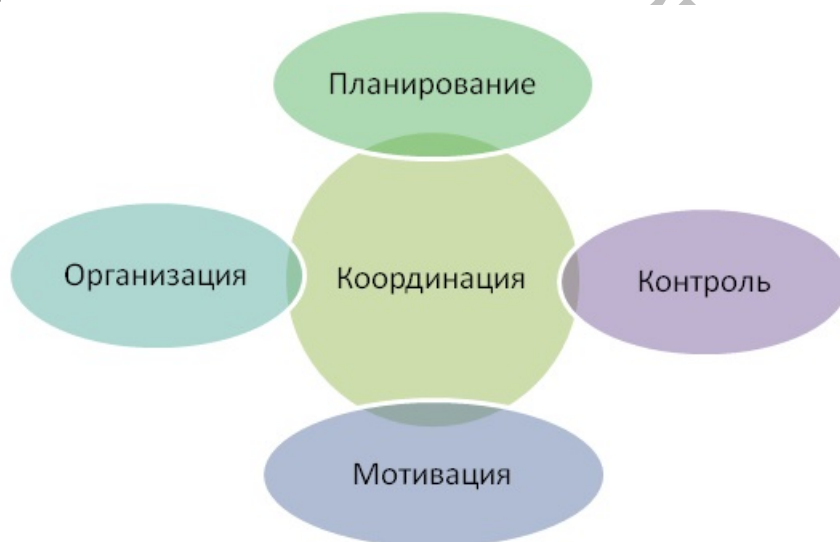 Планирование
Организация
Координация
Контроль
Мотивация